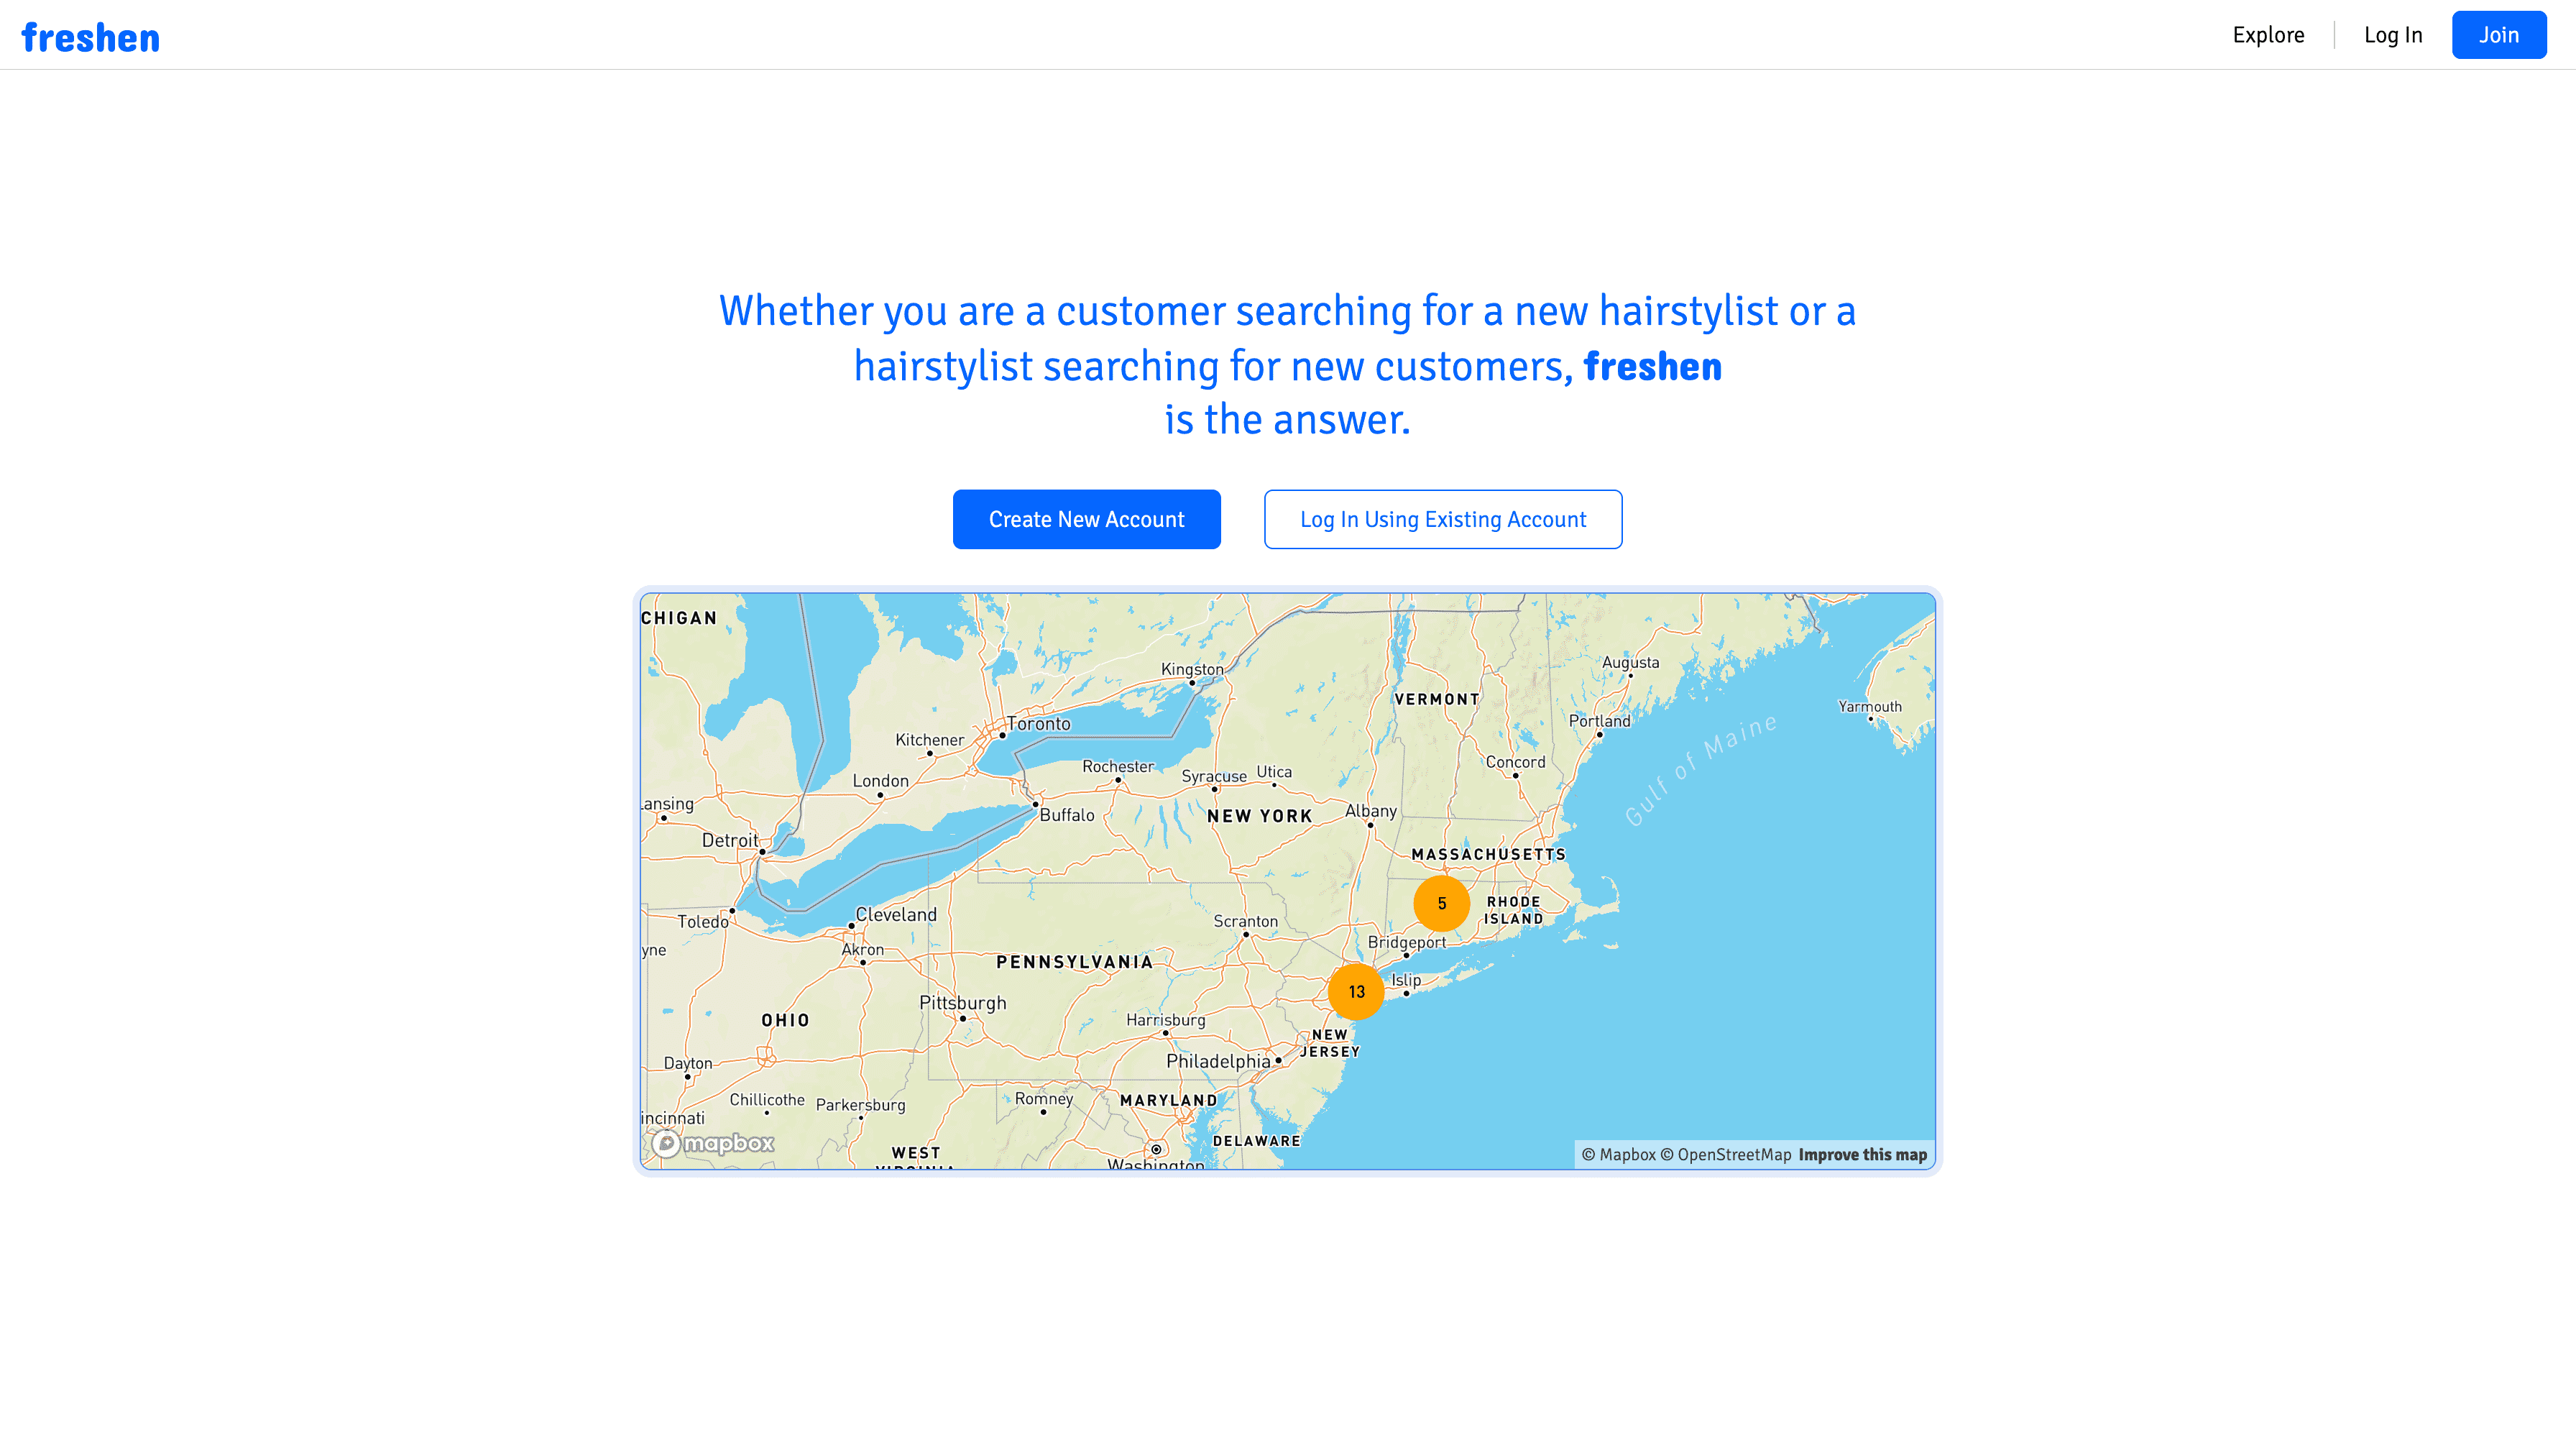 freshen
Explore
Log In
Join
Whether you are a customer searching for a new hairstylist or a
hairstylist searching for new customers, freshen
is the answer.
Create New Account
Log In Using Existing Account
CHIGAN
Kingston
Augusta
VERMONT
Yarmouth
Toronto
Portland
Kitchener
Gulf of Maine
Concord
Rochester
Syracuse
Utica
London
ansing
Albany
Buffalo
NEW YORK
Detroit
MASSACHUSETTS
5
RHODE
ISLAND
Cleveland
Toledo
Scranton
Bridgeport
yne
Akron
PENNSYLVANIA
Islip
13
Pittsburgh
OHIO
Harrisburg
NEW
JERSEY
Dayton
Philadelphia
Chillicothe
Parkersburg
Romney
MARYLAND
incinnati
mapbox
DELAWARE
WEST
VIRGINIA
Washington
© Mapbox © OpenStreetMap Improve this map